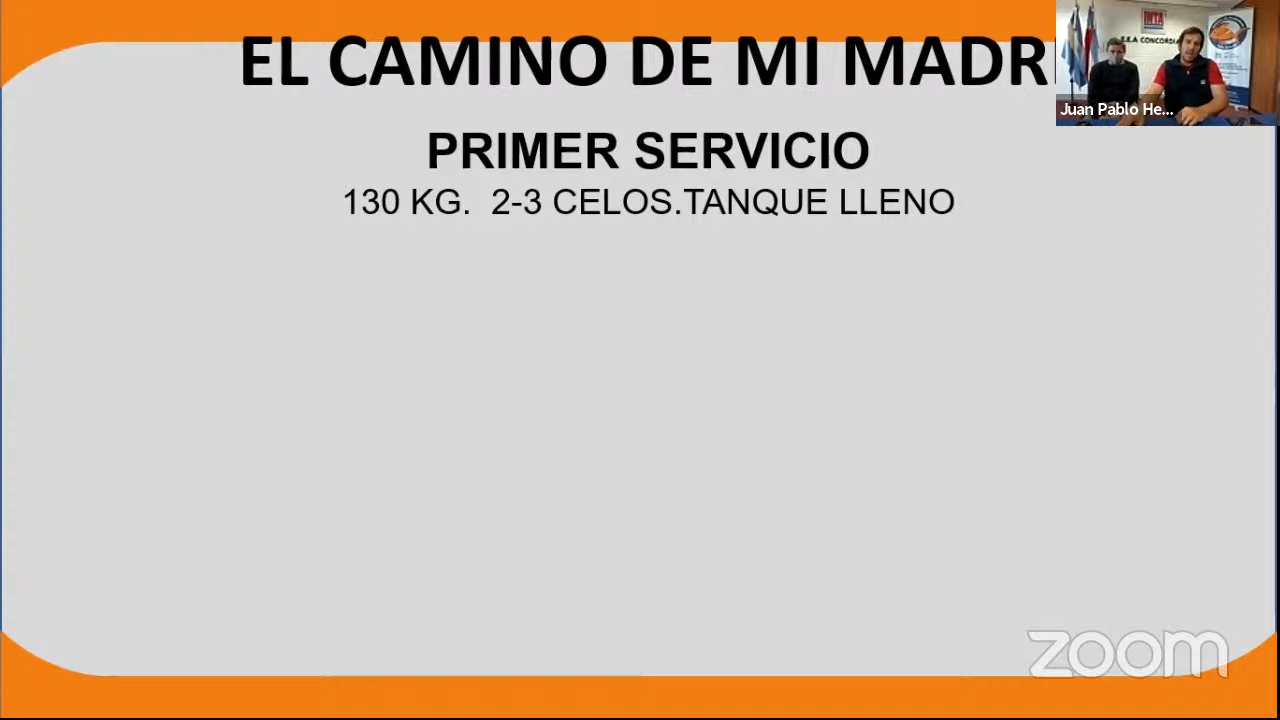 EL CAMINO DE MI MADR
PRIMER SERVICIO
130 KG.  2-3 CELOS.TANQUE LLENO
INTA
E.E.A CONCORDIA
Juan Pablo He...
zoom